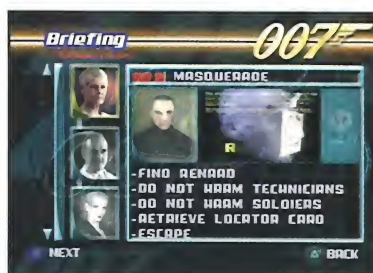 Briefing
007
MASQUERADE
R
-FIND RENARD
-DO NOT HARM TECHNICIANS
-DO NOT HARM SOLDIERS
-RETRIEVE LOCATOR CARD
-ESCAPE
NEXT
BACK